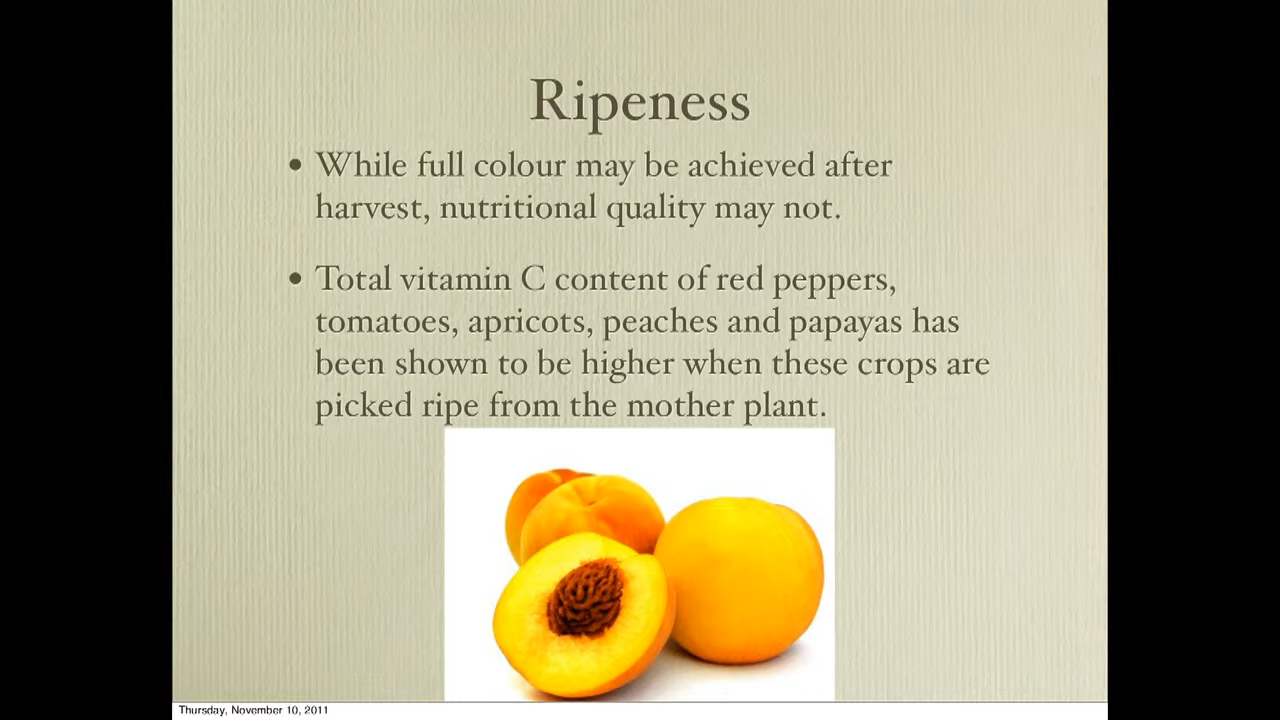 Ripeness
• While full colour may be achieved after
harvest, nutritional quality may not.
• Total vitamin C content of red peppers,
tomatoes, apricots, peaches and papayas has
been shown to be higher when these crops are
picked ripe from the mother plant.
Thursday, November 10, 2011